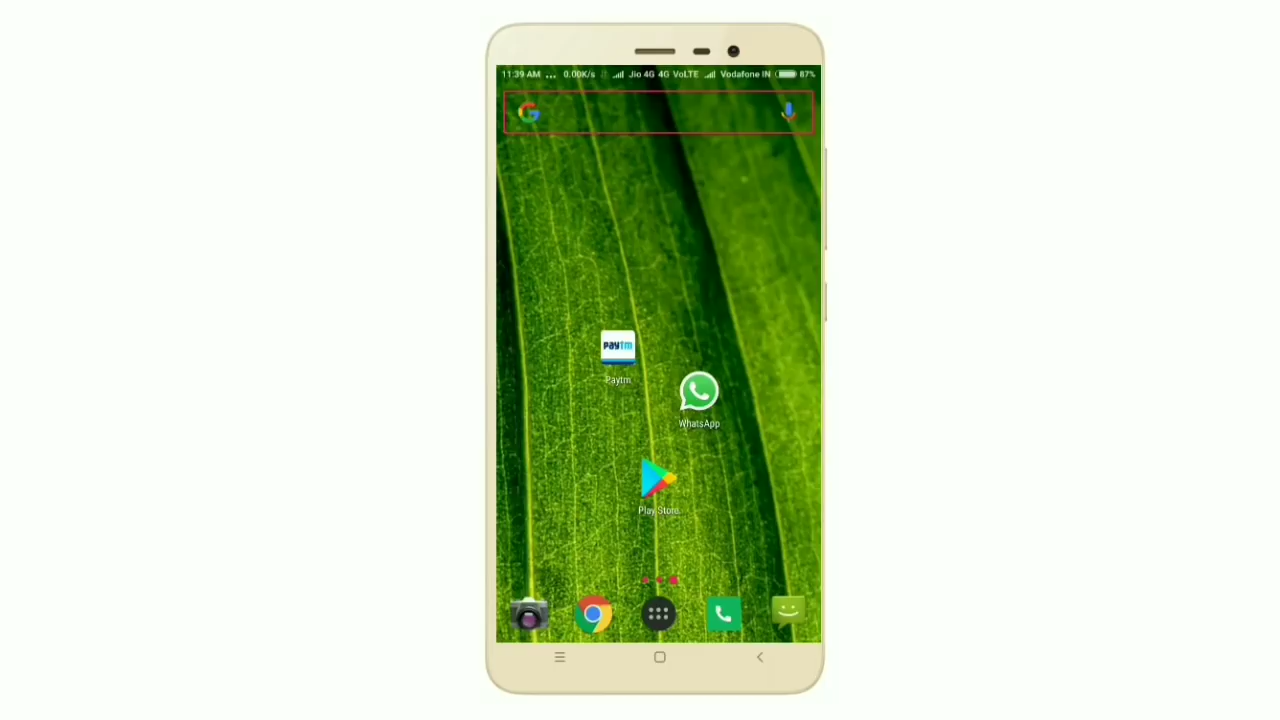 11:39 AM ... 0.00K/s Jio 4G 4G VoLTE Vodafone IN 87%
G
paytm
Paytm
WhatsApp
Play Store